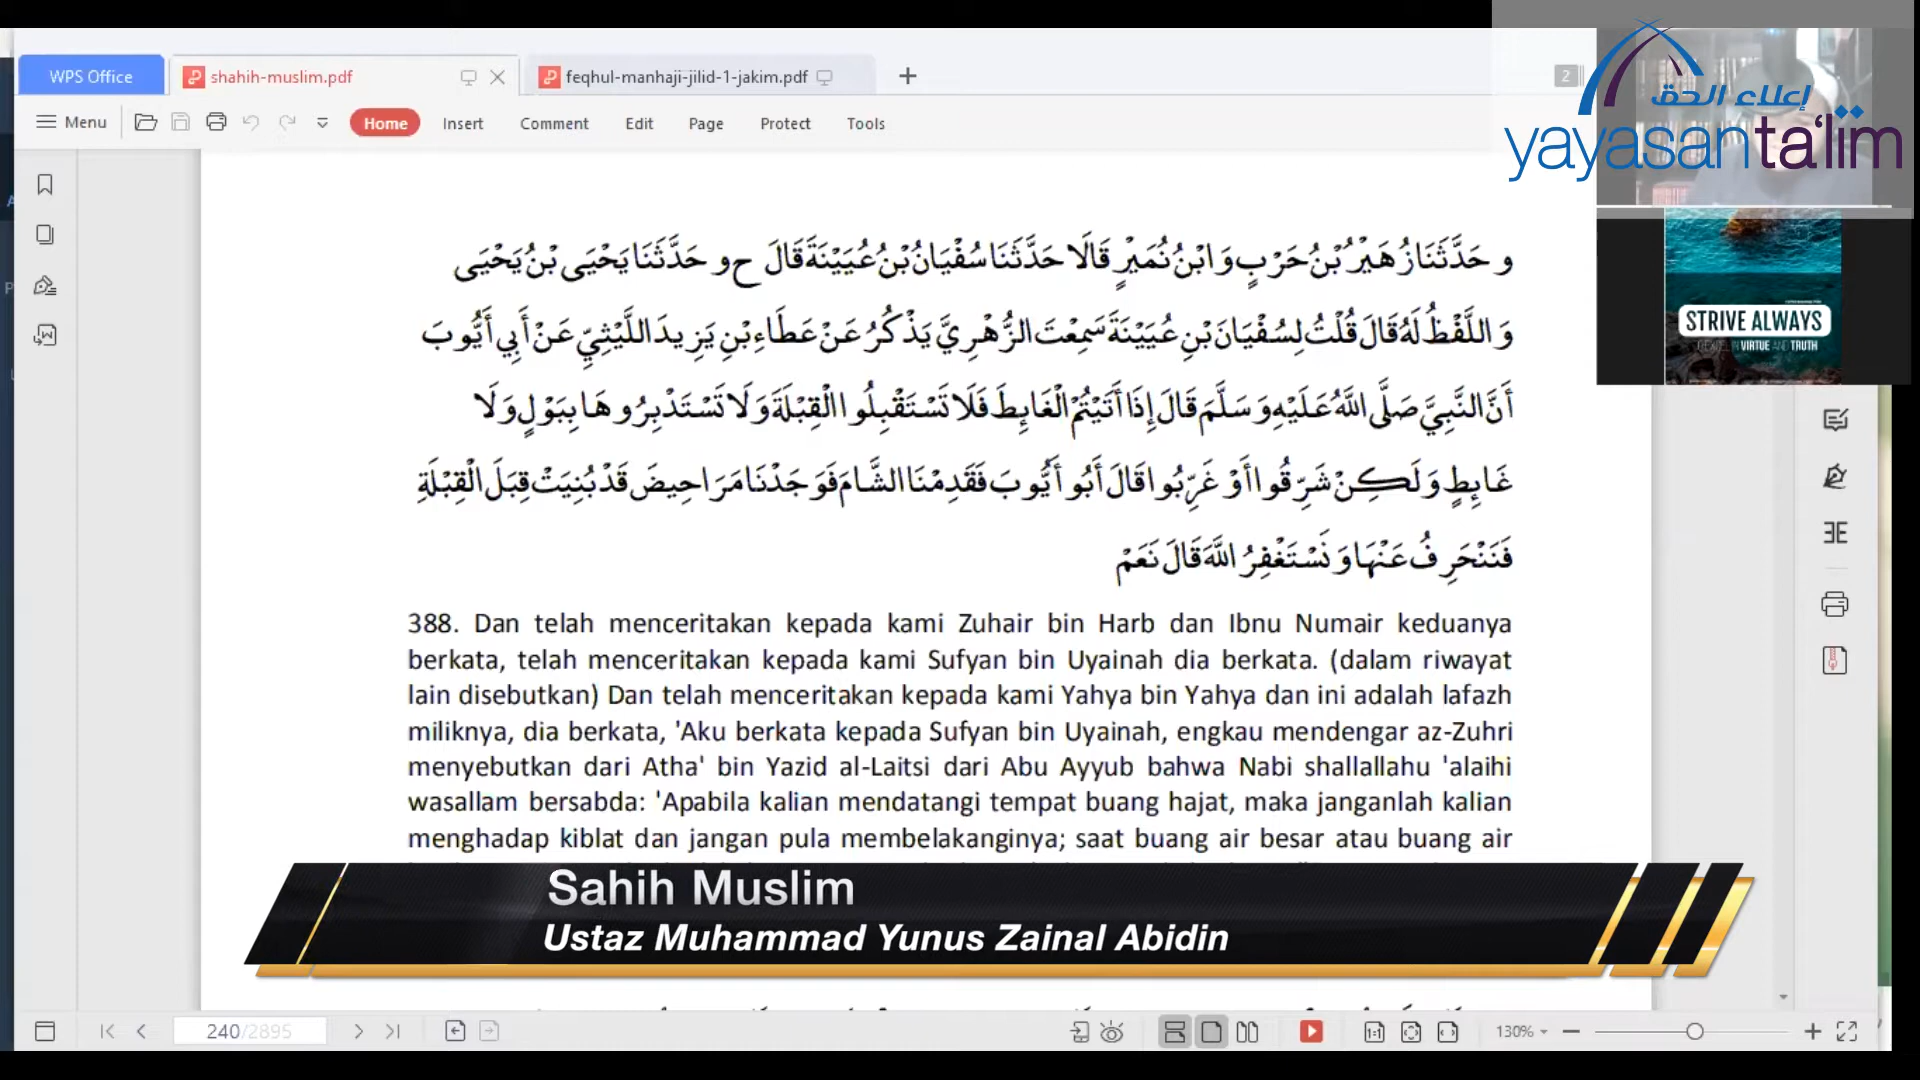 WPS Office
shahih-muslim.pdf
feqhul-manhaji-jilid-1-jakim.pdf
2
Menu
Home
Insert
Comment
Edit
Page
Protect
Tools
إعلاء الحق
yayasanta'lim
STRIVE ALWAYS
VIRTUE AND TRUTH
و حَدَّثَنَا زُهَيْرُ بْنُ حَرْبٍ وَابْنُ نُمَيْرٍ قَالَا حَدَّثَنَا سُفْيَانُ بْنُ عُيَيْنَةَ قَالَ ح و حَدَّثَنَا يَحْيَى بْنُ يَحْيَى
وَاللَّفْظُ لَهُ قَالَ قُلْتُ لِسُفْيَانَ بْنِ عُيَيْنَةَ سَمِعْتَ الزُّهْرِيَّ يَذْكُرُ عَنْ عَطَاءِ بْنِ يَزِيدَ اللَّيْثِيِّ عَنْ أَبِي أَيُّوبَ
أَنَّ النَّبِيَّ صَلَّى اللَّهُ عَلَيْهِ وَسَلَّمَ قَالَ إِذَا أَتَيْتُمْ الْغَائِطَ فَلَا تَسْتَقْبِلُوا الْقِبْلَةَ وَلَا تَسْتَدْبِرُوهَا بِبَوْلٍ وَلَا
غَائِطٍ وَلَكِنْ شَرِّقُوا أَوْ غَرِّبُوا قَالَ أَبُو أَيُّوبَ فَقَدِمْنَا الشَّامَ فَوَجَدْنَا مَرَاحِيضَ قَدْ بُنِيَتْ قِبَلَ الْقِبْلَةِ
فَنَنْحَرِفُ عَنْهَا وَنَسْتَغْفِرُ اللَّهَ قَالَ نَعَمْ
388. Dan telah menceritakan kepada kami Zuhair bin Harb dan Ibnu Numair keduanya
berkata, telah menceritakan kepada kami Sufyan bin Uyainah dia berkata. (dalam riwayat
lain disebutkan) Dan telah menceritakan kepada kami Yahya bin Yahya dan ini adalah lafazh
miliknya, dia berkata, 'Aku berkata kepada Sufyan bin Uyainah, engkau mendengar az-Zuhri
menyebutkan dari Atha' bin Yazid al-Laitsi dari Abu Ayyub bahwa Nabi shallallahu 'alaihi
wasallam bersabda: 'Apabila kalian mendatangi tempat buang hajat, maka janganlah kalian
menghadap kiblat dan jangan pula membelakanginya; saat buang air besar atau buang air
Sahih Muslim
Ustaz Muhammad Yunus Zainal Abidin
240/2895
130%